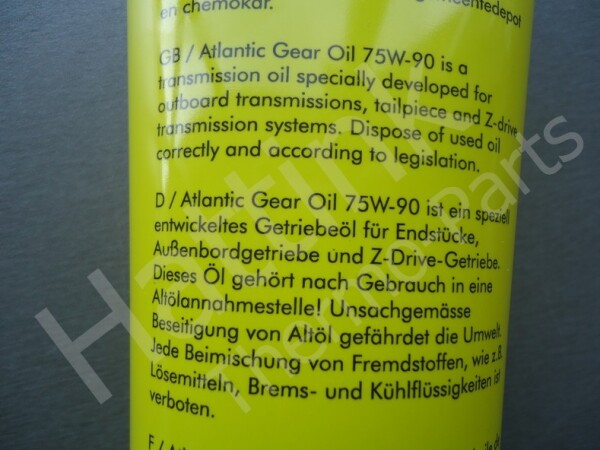 en chemokar.
GB / Atlantic Gear Oil 75W-90 is a
transmission oil specially developed for
outboard transmissions, tailpiece and Z-drive
transmission systems. Dispose of used oil
correctly and according to legislation.
D / Atlantic Gear Oil 75W-90 ist ein speziell
entwickeltes Getriebeöl für Endstücke,
Außenbordgetriebe und Z-Drive-Getriebe.
Dieses Öl gehört nach Gebrauch in eine
Altölannahmestelle! Unsachgemässe
Beseitigung von Altöl gefährdet die Umwelt.
Jede Beimischung von Fremdstoffen, wie z.B.
Lösemitteln, Brems- und Kühlflüssigkeiten ist
verboten.
Thermo-Parts